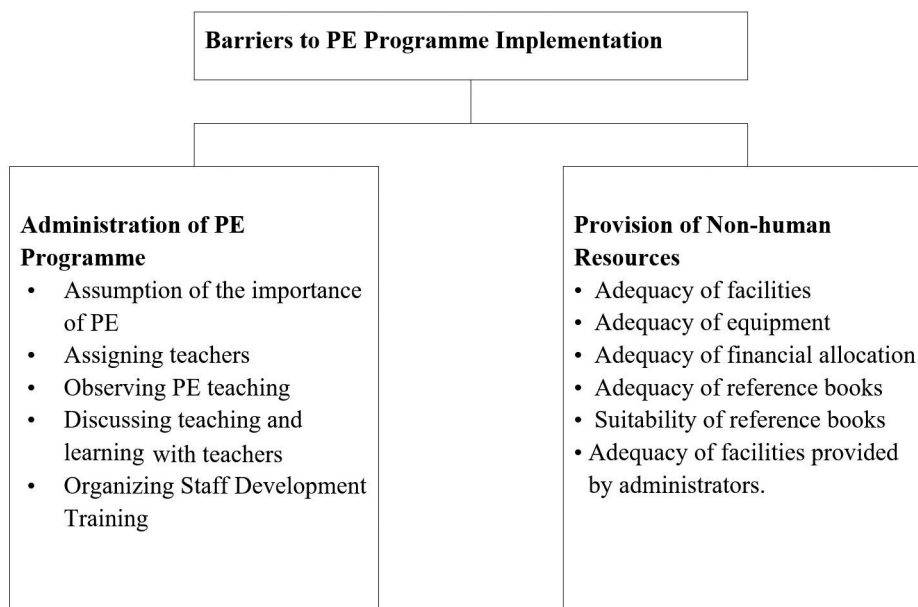 Barriers to PE Programme Implementation
Administration of PE
Programme
• Assumption of the importance
of PE
• Assigning teachers
• Observing PE teaching
• Discussing teaching and
learning with teachers
• Organizing Staff Development
Training
Provision of Non-human
Resources
• Adequacy of facilities
• Adequacy of equipment
• Adequacy of financial allocation
• Adequacy of reference books
• Suitability of reference books
• Adequacy of facilities provided
by administrators.